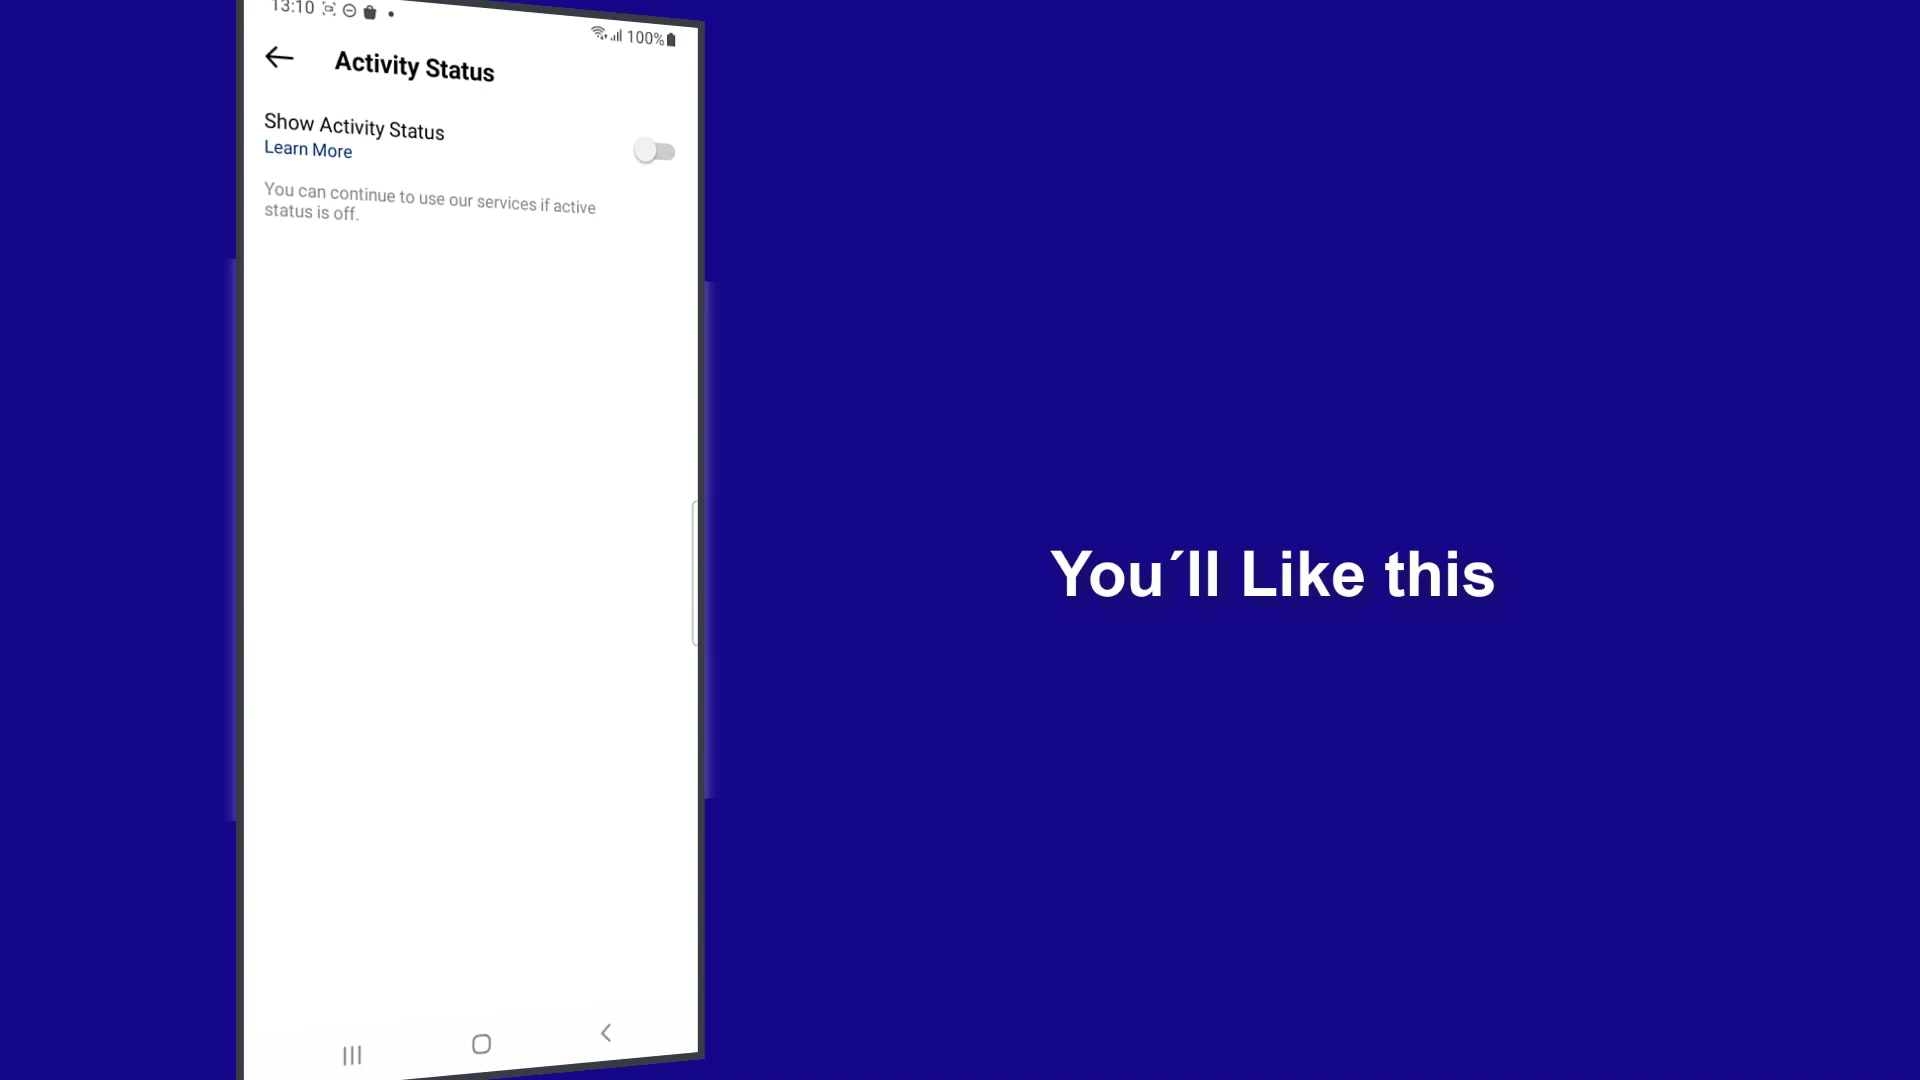 13:10
100%
Activity Status
Show Activity Status
Learn More
You can continue to use our services if active
status is off.
You´ll Like this